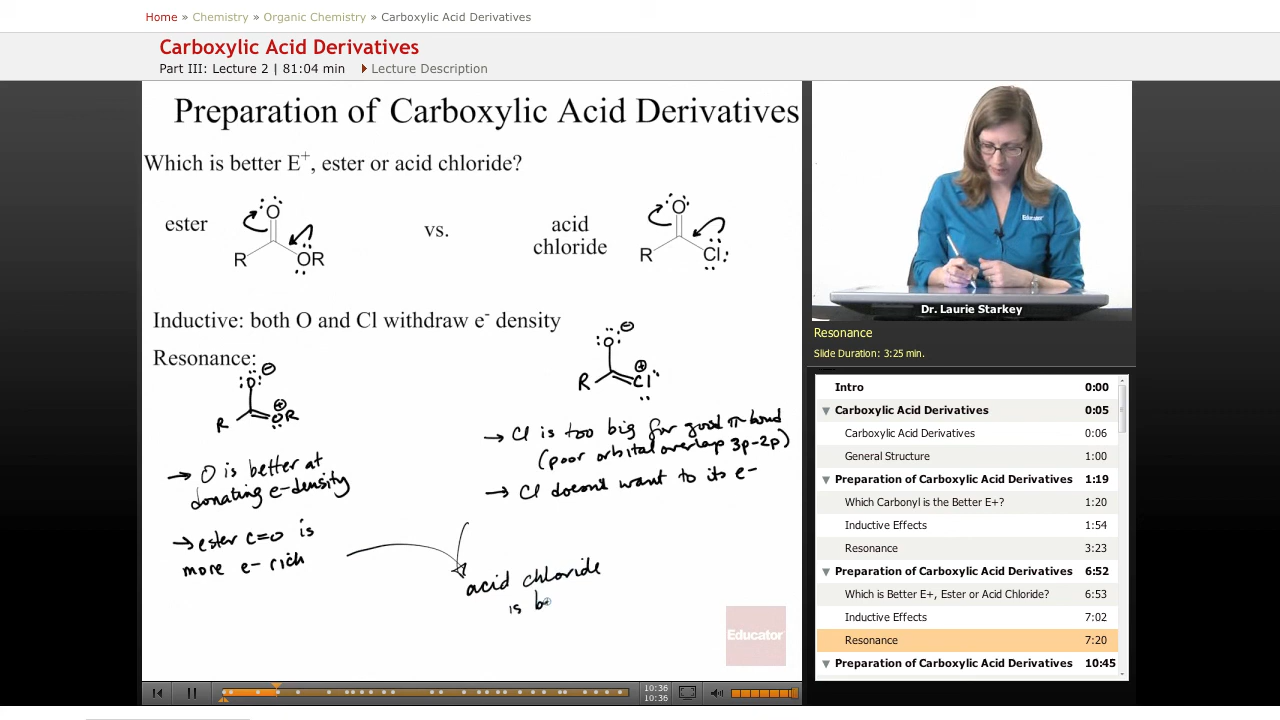 Home » Chemistry » Organic Chemistry » Carboxylic Acid Derivatives
Carboxylic Acid Derivatives
Part III: Lecture 2 | 81:04 min Lecture Description
Preparation of Carboxylic Acid Derivatives
Which is better E+, ester or acid chloride?
ester
O
R
OR
vs.
acid
chloride
O
R
Cl
Inductive: both O and Cl withdraw e- density
Resonance:
O
R
OR
O
R
Cl
→ O is better at
donating e-density
→ ester C=O is
more e- rich
→ Cl is too big for good π bond
(poor orbital overlap 3p-2p)
→ Cl doesn't want to its e-
acid chloride
is b
Educator
Educator
Dr. Laurie Starkey
Resonance
Slide Duration: 3:25 min.
Intro 0:00
Carboxylic Acid Derivatives 0:05
Carboxylic Acid Derivatives 0:06
General Structure 1:00
Preparation of Carboxylic Acid Derivatives 1:19
Which Carbonyl is the Better E+? 1:20
Inductive Effects 1:54
Resonance 3:23
Preparation of Carboxylic Acid Derivatives 6:52
Which is Better E+, Ester or Acid Chloride? 6:53
Inductive Effects 7:02
Resonance 7:20
Preparation of Carboxylic Acid Derivatives 10:45
10:36
10:36